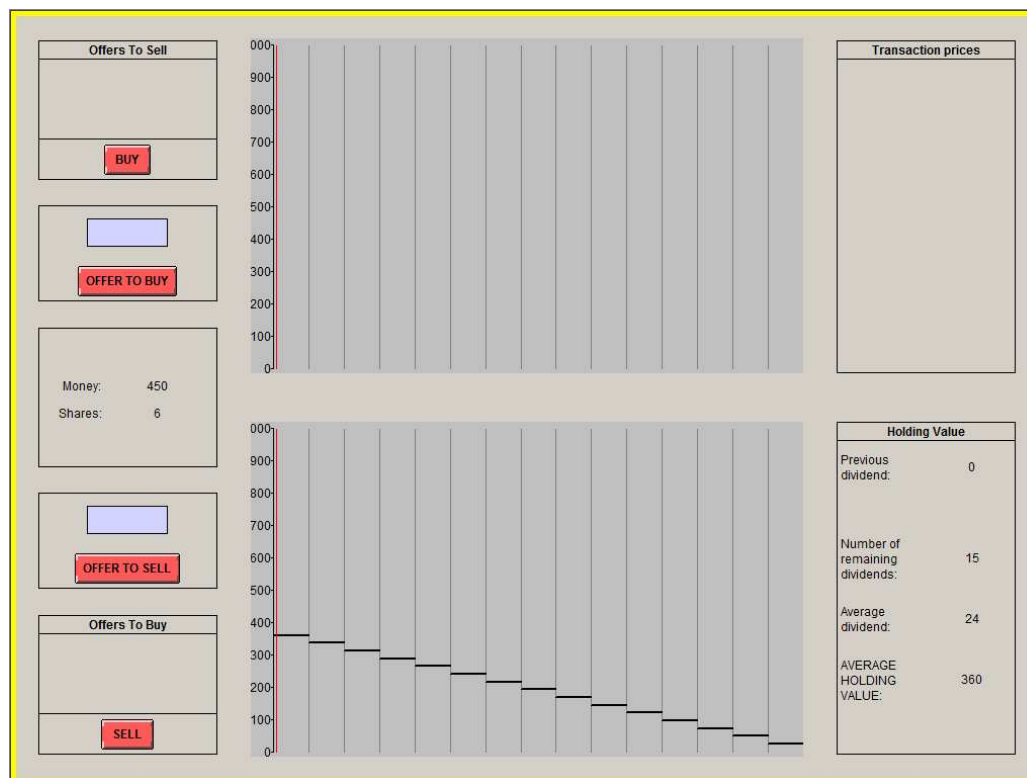 Offers To Sell
BUY
OFFER TO BUY
Money: 450
Shares: 6
OFFER TO SELL
Offers To Buy
SELL
000
900
800
700
600
500
400
300
200
100
0
000
900
800
700
600
500
400
300
200
100
0
Transaction prices
Holding Value
Previous
dividend: 0
Number of
remaining 15
dividends:
Average
dividend: 24
AVERAGE
HOLDING 360
VALUE: